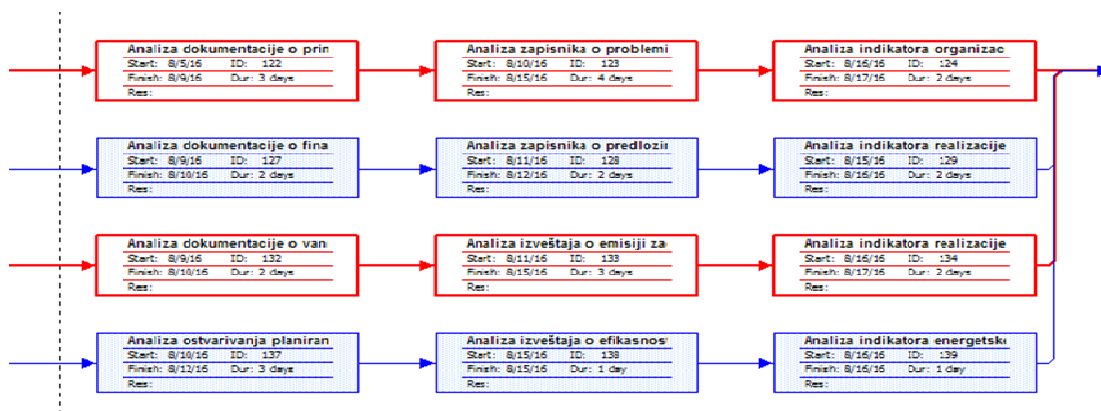 Analiza dokumentacije o prin
Start: 8/5/16 ID: 122
Finish: 8/9/16 Dur: 3 days
Res:
Analiza zapisnika o problemi
Start: 8/10/16 ID: 123
Finish: 8/15/16 Dur: 4 days
Res:
Analiza indikatora organizac
Start: 8/16/16 ID: 124
Finish: 8/17/16 Dur: 2 days
Res:
Analiza dokumentacije o fina
Start: 8/9/16 ID: 127
Finish: 8/10/16 Dur: 2 days
Res:
Analiza zapisnika o predlozin
Start: 8/11/16 ID: 128
Finish: 8/12/16 Dur: 2 days
Res:
Analiza indikatora realizacije
Start: 8/15/16 ID: 129
Finish: 8/16/16 Dur: 2 days
Res:
Analiza dokumentacije o vani
Start: 8/9/16 ID: 132
Finish: 8/10/16 Dur: 2 days
Res:
Analiza izveštaja o emisiji za
Start: 8/11/16 ID: 133
Finish: 8/15/16 Dur: 3 days
Res:
Analiza indikatora realizacije
Start: 8/16/16 ID: 134
Finish: 8/17/16 Dur: 2 days
Res:
Analiza ostvarivanja planiran
Start: 8/10/16 ID: 137
Finish: 8/12/16 Dur: 3 days
Res:
Analiza izveštaja o efikasnos
Start: 8/15/16 ID: 138
Finish: 8/15/16 Dur: 1 day
Res:
Analiza indikatora energetske
Start: 8/16/16 ID: 139
Finish: 8/16/16 Dur: 1 day
Res: